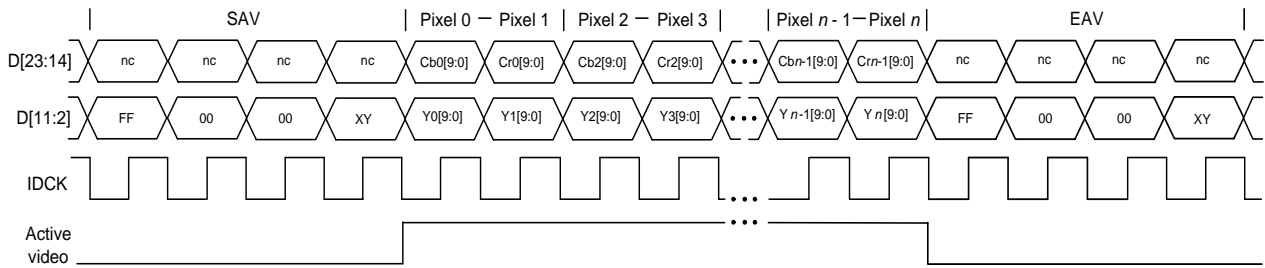 SAV Pixel 0 — Pixel 1 Pixel 2 — Pixel 3 Pixel n - 1 — Pixel n EAV
D[23:14] nc nc nc nc Cb0[9:0] Cr0[9:0] Cb2[9:0] Cr2[9:0] ••• Cbn-1[9:0] Crn-1[9:0] nc nc nc nc
D[11:2] FF 00 00 XY Y0[9:0] Y1[9:0] Y2[9:0] Y3[9:0] ••• Y n-1[9:0] Y n[9:0] FF 00 00 XY
IDCK •••
Active •••
video